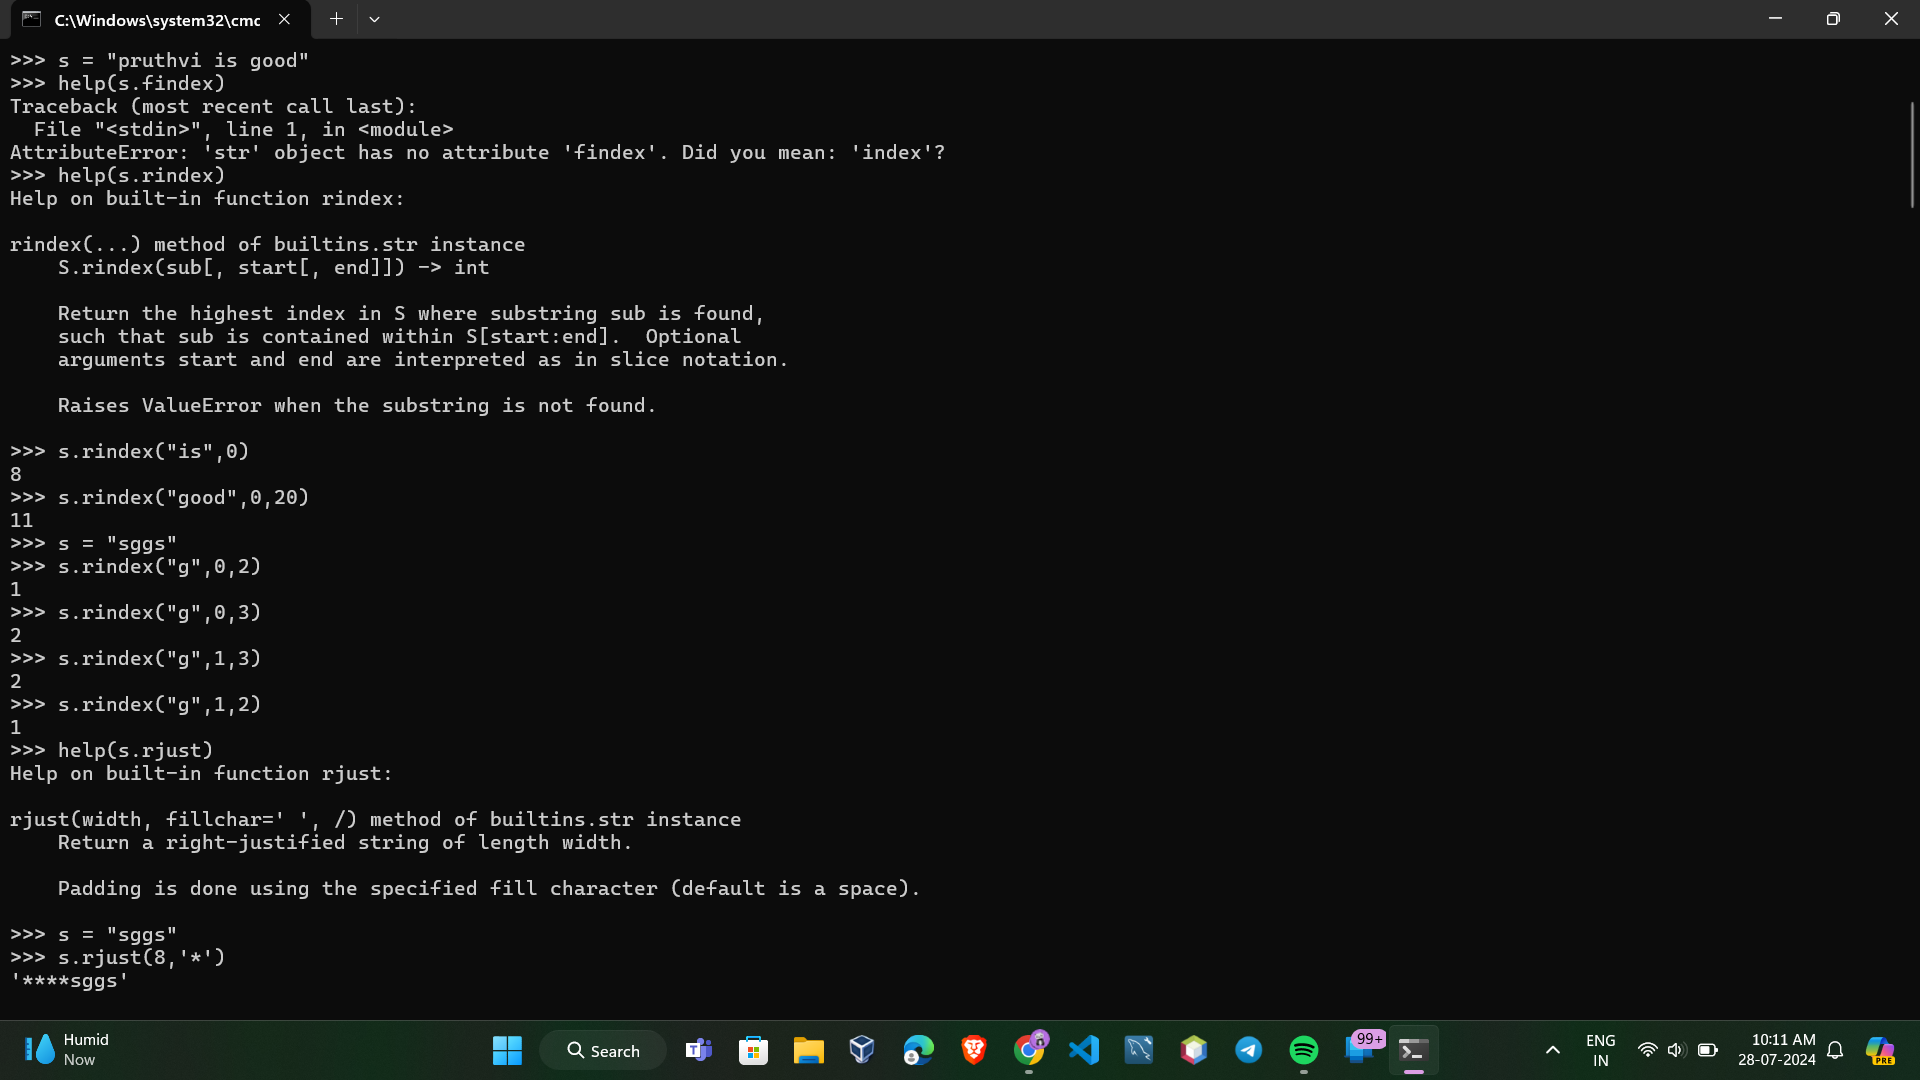 C:\Windows\system32\cmc
>>> s = "pruthvi is good"
>>> help(s.findex)
Traceback (most recent call last):
  File "<stdin>", line 1, in <module>
AttributeError: 'str' object has no attribute 'findex'. Did you mean: 'index'?
>>> help(s.rindex)
Help on built-in function rindex:
rindex(...) method of builtins.str instance
    S.rindex(sub[, start[, end]]) -> int
    Return the highest index in S where substring sub is found,
    such that sub is contained within S[start:end].  Optional
    arguments start and end are interpreted as in slice notation.
    Raises ValueError when the substring is not found.
>>> s.rindex("is",0)
8
>>> s.rindex("good",0,20)
11
>>> s = "sggs"
>>> s.rindex("g",0,2)
1
>>> s.rindex("g",0,3)
2
>>> s.rindex("g",1,3)
2
>>> s.rindex("g",1,2)
1
>>> help(s.rjust)
Help on built-in function rjust:
rjust(width, fillchar=' ', /) method of builtins.str instance
    Return a right-justified string of length width.
    Padding is done using the specified fill character (default is a space).
>>> s = "sggs"
>>> s.rjust(8,'*')
'****sggs'
Humid
Now
Search
99+
ENG
IN
10:11 AM
28-07-2024
PRE